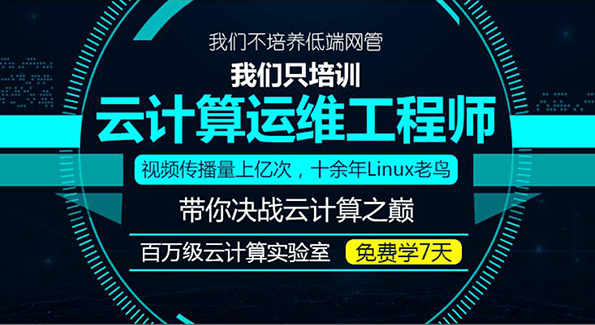 我们不培养低端网管
我们只培训
云计算运维工程师
视频传播量上亿次，十余年Linux老鸟
带你决战云计算之巅
百万级云计算实验室 免费学7天